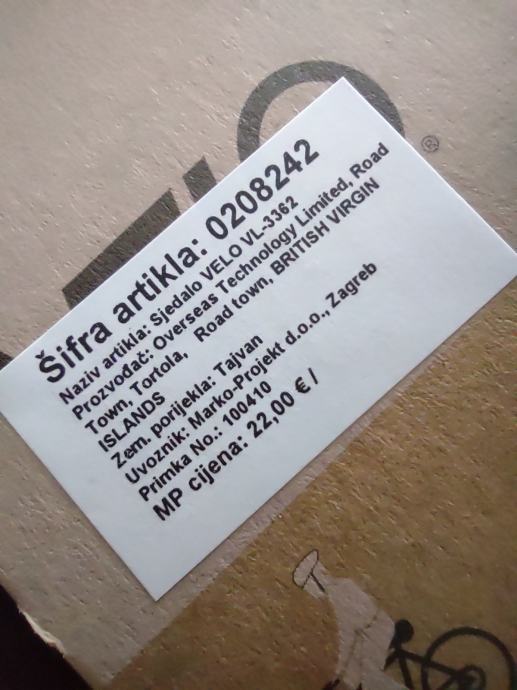 Šifra artikla: 0208242
Naziv artikla: Sjedalo VELO VL-3362
Prozvođač: Overseas Technology Limited, Road
Town, Tortola, Road town, BRITISH VIRGIN
ISLANDS
Zem. porijekla: Tajvan
Uvoznik: Marko-Projekt d.o.o., Zagreb
Primka No.: 100410
MP cijena: 22,00 € /
®